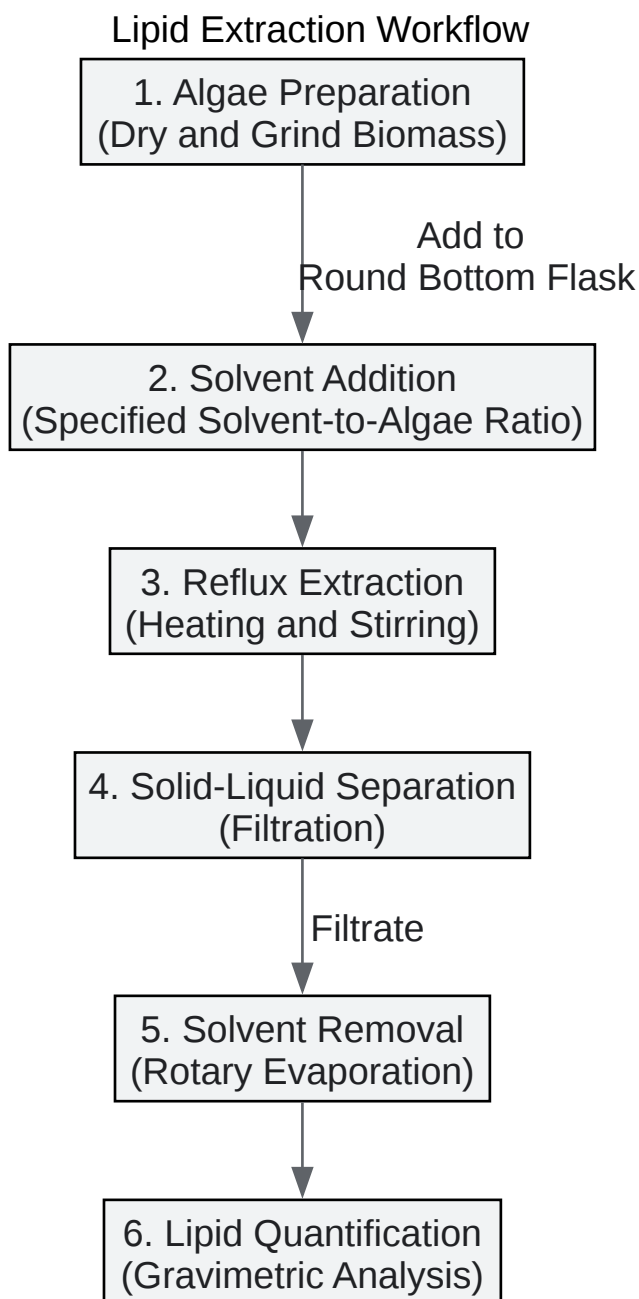 Lipid Extraction Workflow
1. Algae Preparation
(Dry and Grind Biomass)
Add to
Round Bottom Flask
2. Solvent Addition
(Specified Solvent-to-Algae Ratio)
3. Reflux Extraction
(Heating and Stirring)
4. Solid-Liquid Separation
(Filtration)
Filtrate
5. Solvent Removal
(Rotary Evaporation)
6. Lipid Quantification
(Gravimetric Analysis)